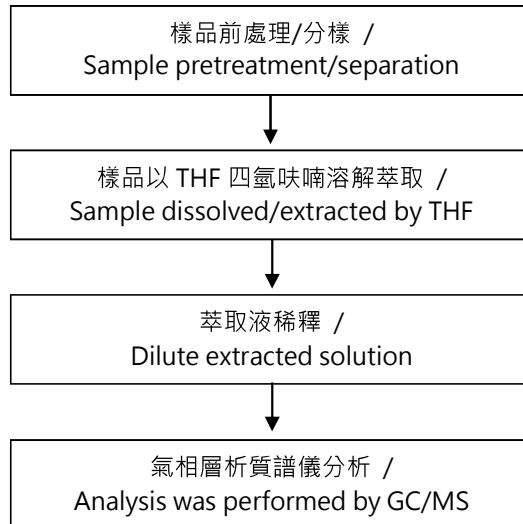 樣品前處理/分樣 /
Sample pretreatment/separation
樣品以 THF 四氫呋喃溶解萃取 /
Sample dissolved/extracted by THF
萃取液稀釋 /
Dilute extracted solution
氣相層析質譜儀分析 /
Analysis was performed by GC/MS